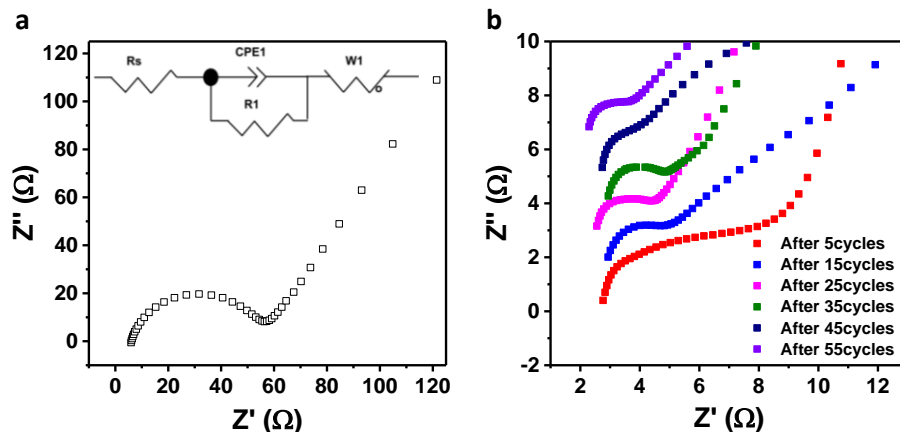 a
Rs
CPE1
R1
W1
o
Z'' (Ω)
120
100
80
60
40
20
0
0 20 40 60 80 100 120
Z' (Ω)
b
Z'' (Ω)
10
8
6
4
2
0
-2
After 5cycles
After 15cycles
After 25cycles
After 35cycles
After 45cycles
After 55cycles
2 4 6 8 10 12
Z' (Ω)